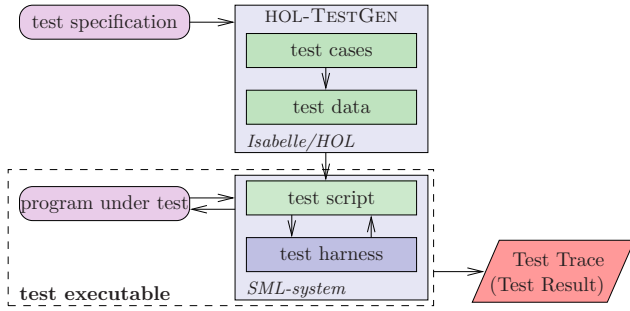 test specification
HOL-TESTGEN
test cases
test data
Isabelle/HOL
program under test
test script
test harness
test executable
SML-system
Test Trace
(Test Result)